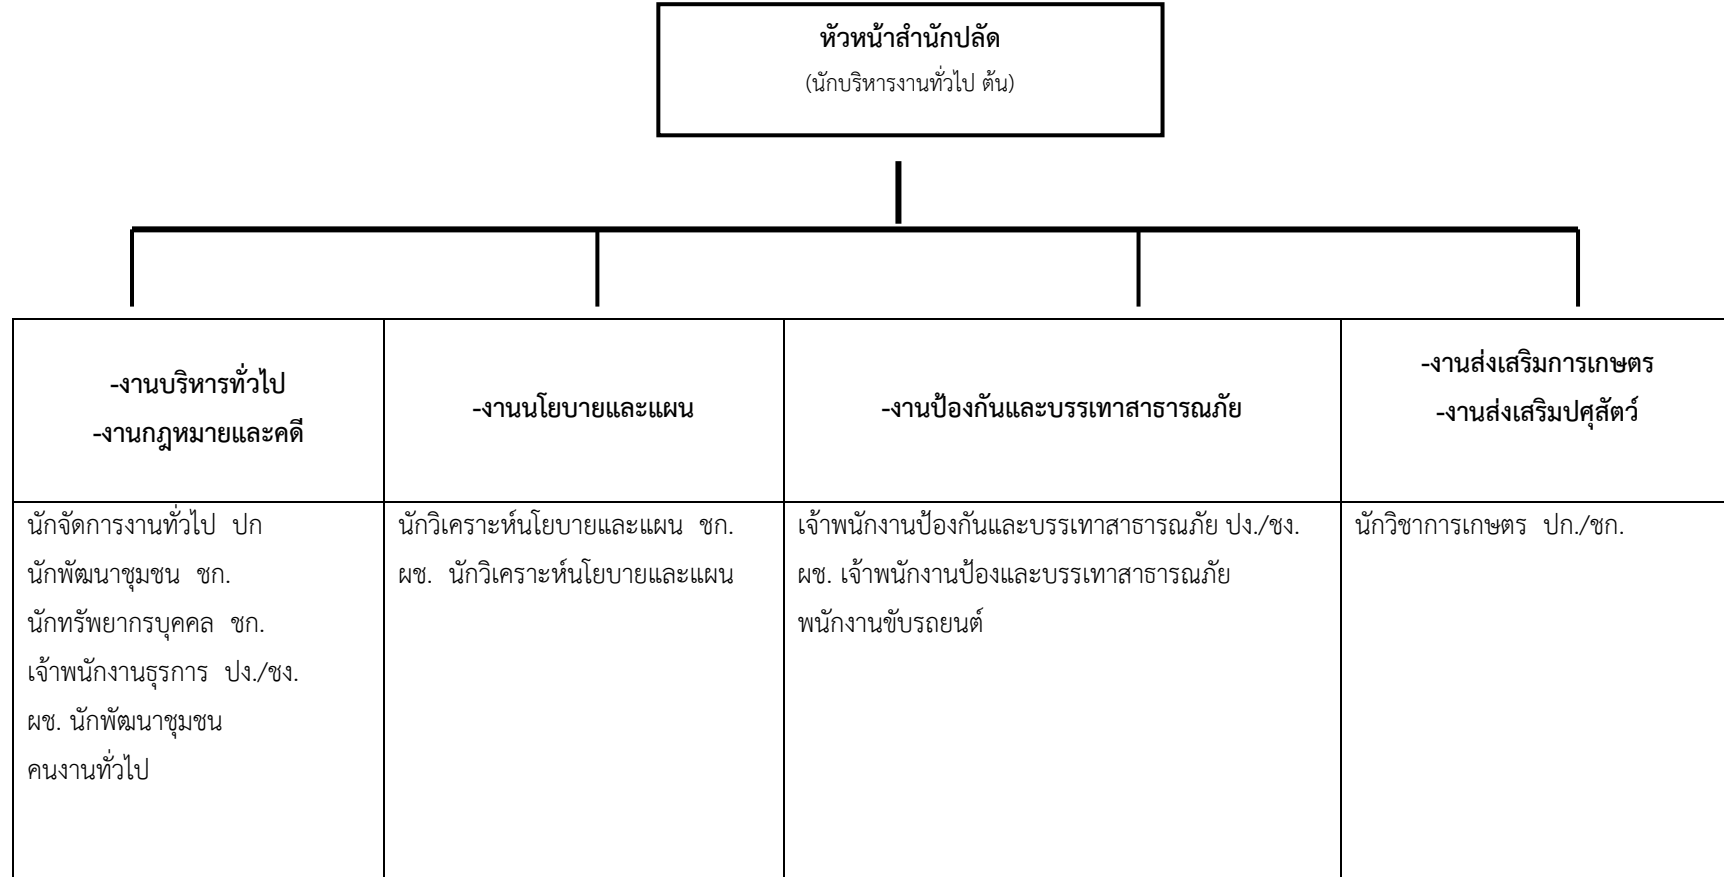 หัวหน้าสำนักปลัด
(นักบริหารงานทั่วไป ต้น)
-งานบริหารทั่วไป
-งานกฎหมายและคดี
-งานนโยบายและแผน
-งานป้องกันและบรรเทาสาธารณภัย
-งานส่งเสริมการเกษตร
-งานส่งเสริมปศุสัตว์
นักจัดการงานทั่วไป ปก
นักพัฒนาชุมชน ชก.
นักทรัพยากรบุคคล ชก.
เจ้าพนักงานธุรการ ปง./ชง.
ผช. นักพัฒนาชุมชน
คนงานทั่วไป
นักวิเคราะห์นโยบายและแผน ชก.
ผช. นักวิเคราะห์นโยบายและแผน
เจ้าพนักงานป้องกันและบรรเทาสาธารณภัย ปง./ชง.
ผช. เจ้าพนักงานป้องและบรรเทาสาธารณภัย
พนักงานขับรถยนต์
นักวิชาการเกษตร ปก./ชก.